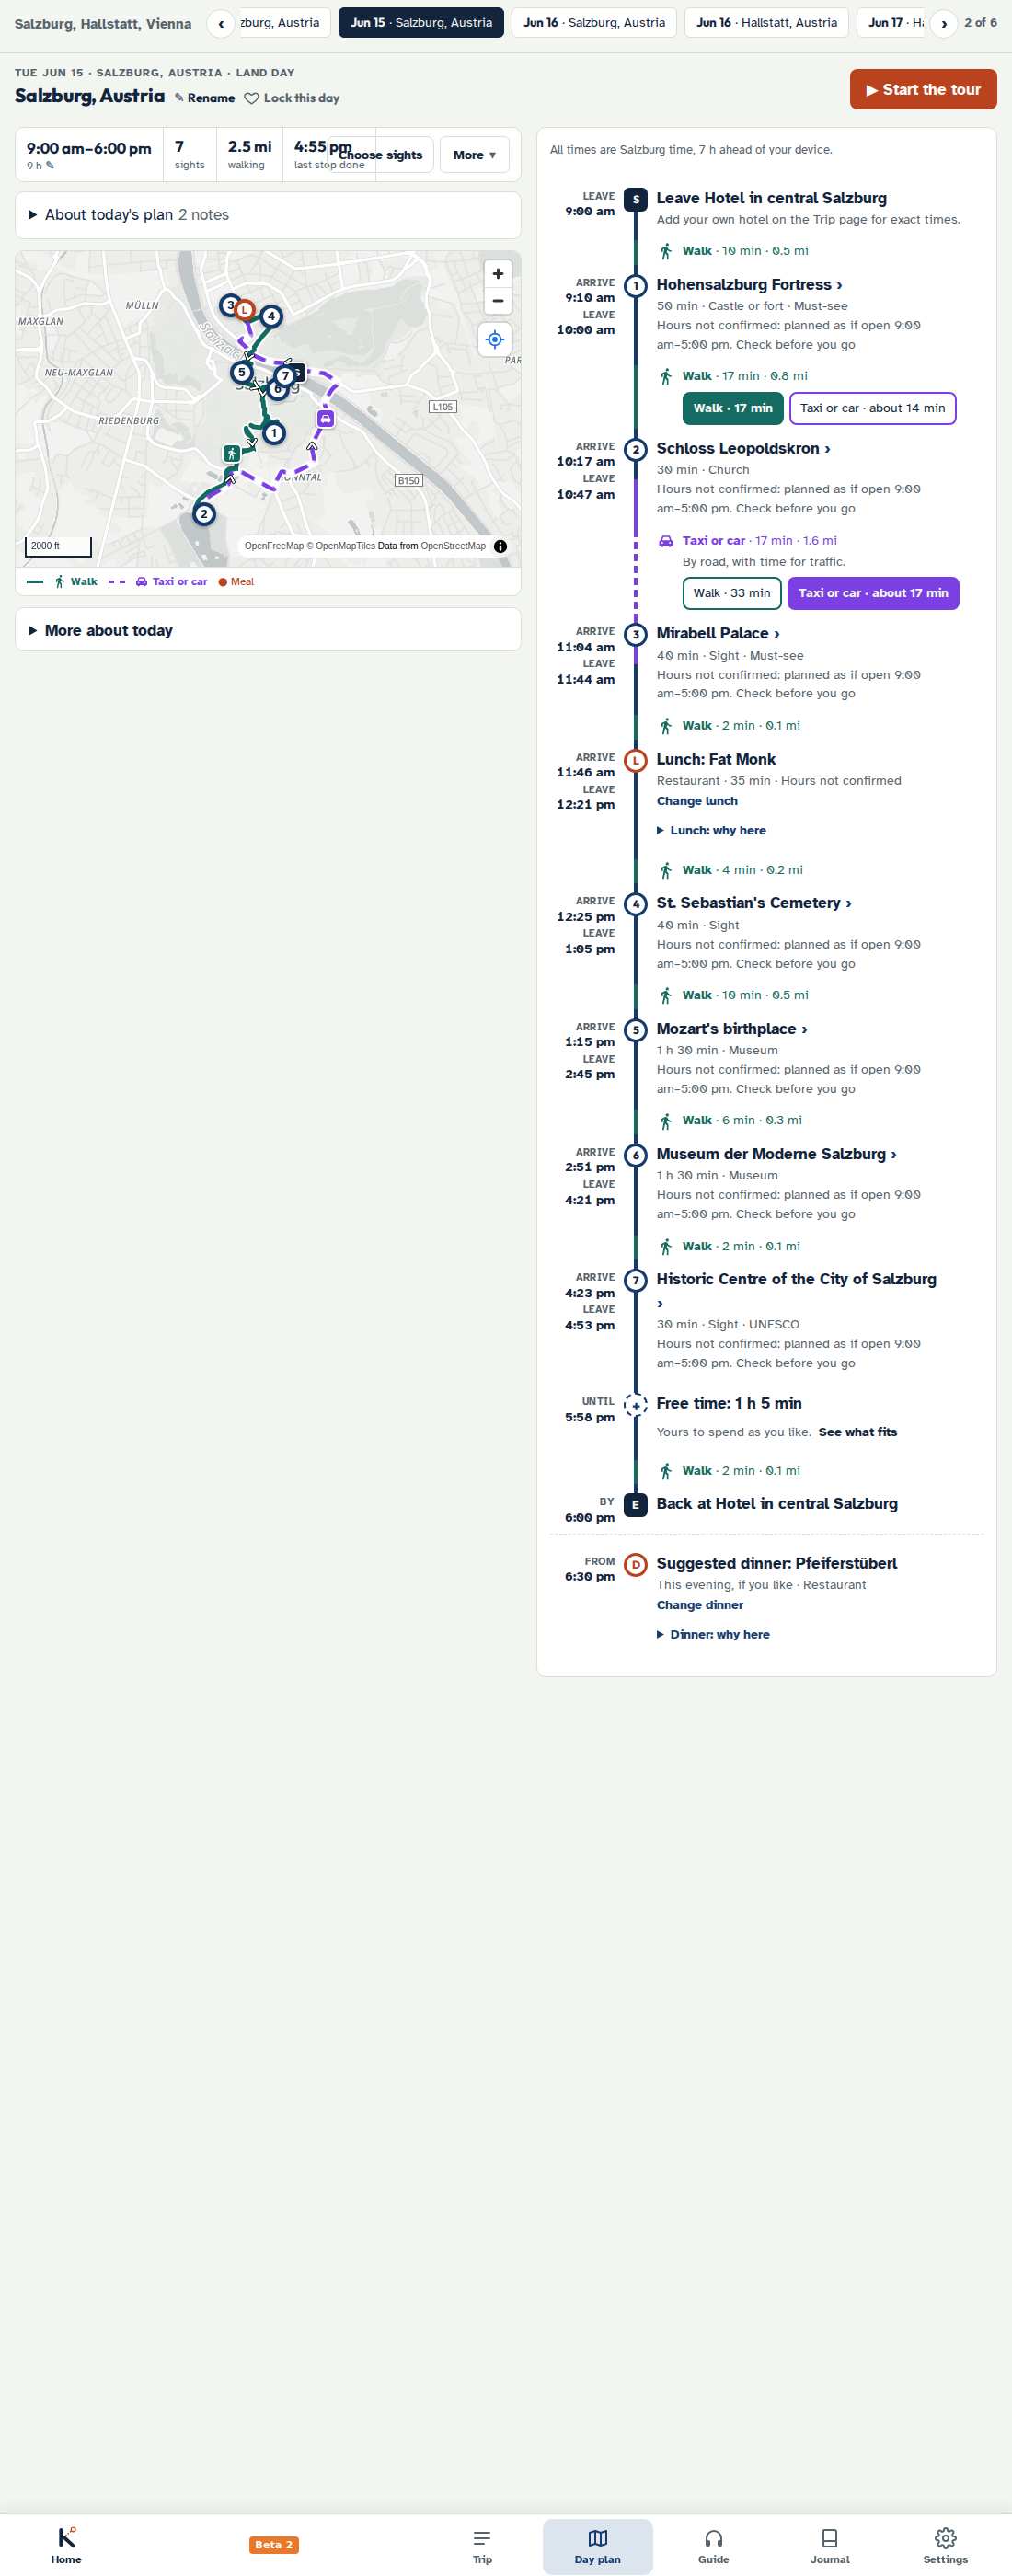 Salzburg, Hallstatt, Vienna
‹
zburg, Austria
Jun 15 · Salzburg, Austria
Jun 16 · Salzburg, Austria
Jun 16 · Hallstatt, Austria
Jun 17 · Ha
›
2 of 6
TUE JUN 15 · SALZBURG, AUSTRIA · LAND DAY
Salzburg, Austria
✎ Rename
Lock this day
▶ Start the tour
9:00 am–6:00 pm
9 h ✎
7
sights
2.5 mi
walking
4:55 pm
last stop done
Choose sights
More ▾
▶ About today's plan 2 notes
MÜLLN
MAXGLAN
NEU-MAXGLAN
RIEDENBURG
L105
B150
3
L
4
5
7
6
1
2
+
−
2000 ft
OpenFreeMap © OpenMapTiles Data from OpenStreetMap
Walk
Taxi or car
Meal
▶ More about today
All times are Salzburg time, 7 h ahead of your device.
LEAVE
9:00 am
S
Leave Hotel in central Salzburg
Add your own hotel on the Trip page for exact times.
Walk · 10 min · 0.5 mi
ARRIVE
9:10 am
LEAVE
10:00 am
1
Hohensalzburg Fortress ›
50 min · Castle or fort · Must-see
Hours not confirmed: planned as if open 9:00
am–5:00 pm. Check before you go
Walk · 17 min · 0.8 mi
Walk · 17 min
Taxi or car · about 14 min
ARRIVE
10:17 am
LEAVE
10:47 am
2
Schloss Leopoldskron ›
30 min · Church
Hours not confirmed: planned as if open 9:00
am–5:00 pm. Check before you go
Taxi or car · 17 min · 1.6 mi
By road, with time for traffic.
Walk · 33 min
Taxi or car · about 17 min
ARRIVE
11:04 am
LEAVE
11:44 am
3
Mirabell Palace ›
40 min · Sight · Must-see
Hours not confirmed: planned as if open 9:00
am–5:00 pm. Check before you go
Walk · 2 min · 0.1 mi
ARRIVE
11:46 am
LEAVE
12:21 pm
L
Lunch: Fat Monk
Restaurant · 35 min · Hours not confirmed
Change lunch
▶ Lunch: why here
Walk · 4 min · 0.2 mi
ARRIVE
12:25 pm
LEAVE
1:05 pm
4
St. Sebastian's Cemetery ›
40 min · Sight
Hours not confirmed: planned as if open 9:00
am–5:00 pm. Check before you go
Walk · 10 min · 0.5 mi
ARRIVE
1:15 pm
LEAVE
2:45 pm
5
Mozart's birthplace ›
1 h 30 min · Museum
Hours not confirmed: planned as if open 9:00
am–5:00 pm. Check before you go
Walk · 6 min · 0.3 mi
ARRIVE
2:51 pm
LEAVE
4:21 pm
6
Museum der Moderne Salzburg ›
1 h 30 min · Museum
Hours not confirmed: planned as if open 9:00
am–5:00 pm. Check before you go
Walk · 2 min · 0.1 mi
ARRIVE
4:23 pm
LEAVE
4:53 pm
7
Historic Centre of the City of Salzburg
›
30 min · Sight · UNESCO
Hours not confirmed: planned as if open 9:00
am–5:00 pm. Check before you go
UNTIL
5:58 pm
+
Free time: 1 h 5 min
Yours to spend as you like. See what fits
Walk · 2 min · 0.1 mi
BY
6:00 pm
E
Back at Hotel in central Salzburg
FROM
6:30 pm
D
Suggested dinner: Pfeiferstüberl
This evening, if you like · Restaurant
Change dinner
▶ Dinner: why here
Home
Beta 2
Trip
Day plan
Guide
Journal
Settings